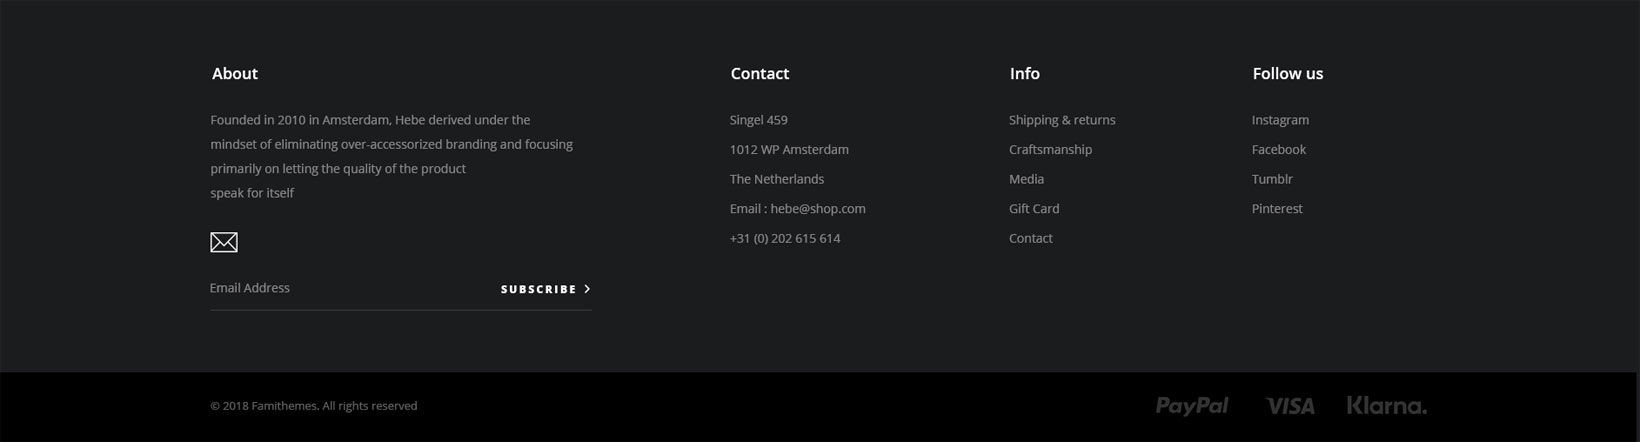 About
Founded in 2010 in Amsterdam, Hebe derived under the
mindset of eliminating over-accessorized branding and focusing
primarily on letting the quality of the product
speak for itself
Email Address
SUBSCRIBE
Contact
Singel 459
1012 WP Amsterdam
The Netherlands
Email : hebe@shop.com
+31 (0) 202 615 614
Info
Shipping & returns
Craftsmanship
Media
Gift Card
Contact
Follow us
Instagram
Facebook
Tumblr
Pinterest
© 2018 Famithemes. All rights reserved
PayPal
VISA
Klarna.